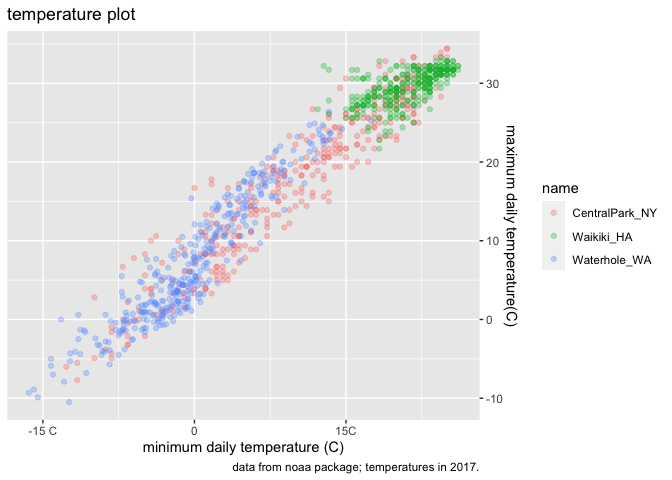 temperature plot
30
20
10
0
-10
maximum daily temperature(C)
-15 C
0
15C
minimum daily temperature (C)
data from noaa package; temperatures in 2017.
name
CentralPark_NY
Waikiki_HA
Waterhole_WA